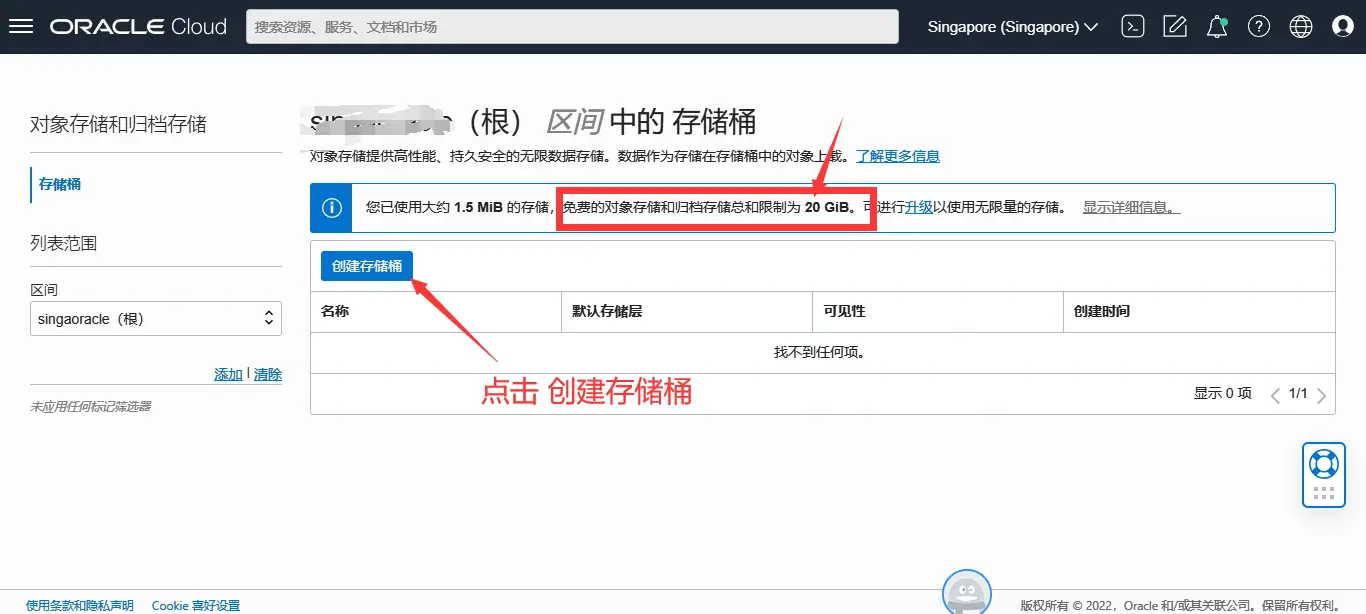 ORACLE Cloud
搜索资源、服务、文档和市场
Singapore (Singapore)
对象存储和归档存储
存储桶
列表范围
区间
singaoracle（根）
添加 | 清除
未应用任何标记筛选器
（根） 区间 中的 存储桶
对象存储提供高性能、持久安全的无限数据存储。数据作为存储在存储桶中的对象上载。了解更多信息
您已使用大约 1.5 MiB 的存储，免费的对象存储和归档存储总和限制为 20 GiB。可进行升级以使用无限量的存储。 显示详细信息。
创建存储桶
名称 默认存储层 可见性 创建时间
找不到任何项。
显示 0 项 1/1
点击 创建存储桶
使用条款和隐私声明 Cookie 喜好设置
版权所有 © 2022，Oracle 和/或其关联公司。保留所有权利。